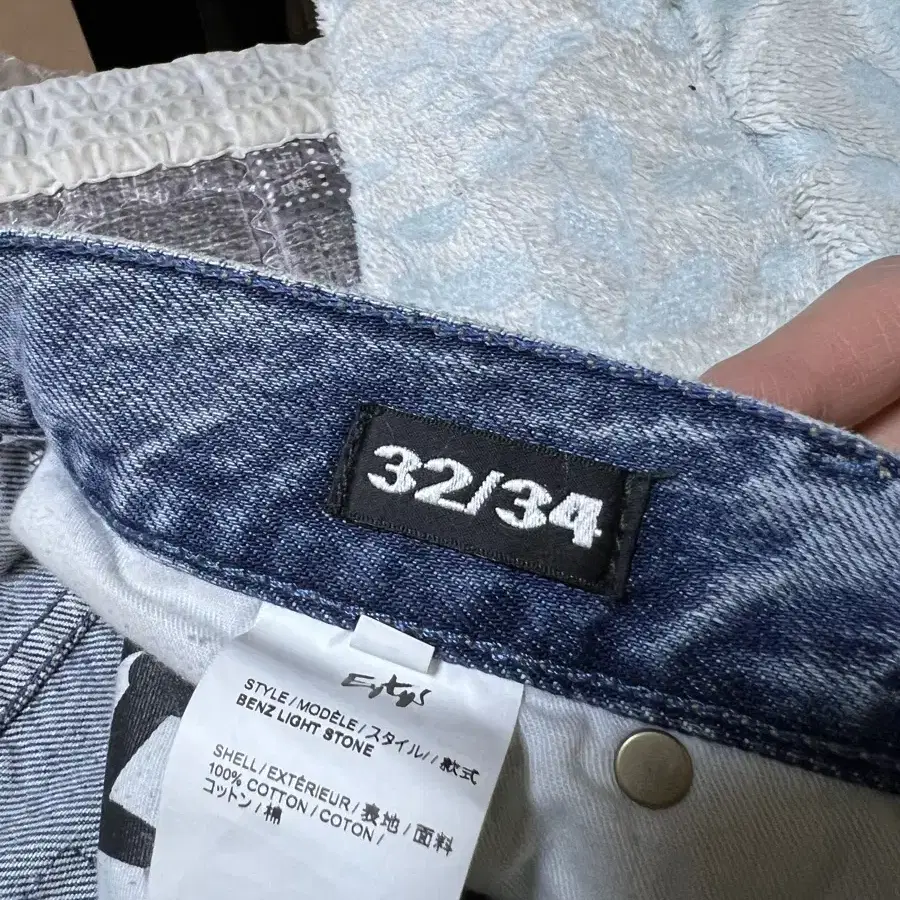 32/34
Eytys
STYLE/MODÈLE/スタイル//款式
BENZ LIGHT STONE
SHELL/EXTÉRIEUR/表地/面料
100% COTTON/COTON/
コットン/棉